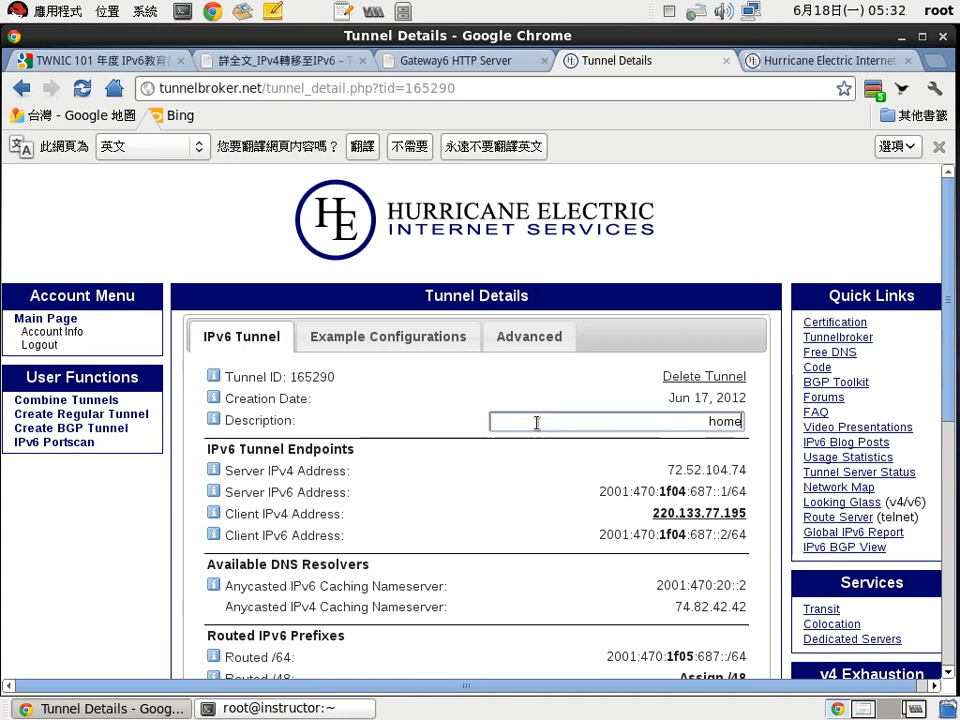 應用程式 位置 系統 6月18日(一) 05:32 root
Tunnel Details - Google Chrome
TWNIC 101 年度 IPv6教育 詳全文_IPv4轉移至IPv6 – T Gateway6 HTTP Server Tunnel Details Hurricane Electric Internet
tunnelbroker.net/tunnel_detail.php?tid=165290 5
台灣 - Google 地圖 Bing 其他書籤
此網頁為 英文 您要翻譯網頁內容嗎？ 翻譯 不需要 永遠不要翻譯英文 選項
HE HURRICANE ELECTRIC
INTERNET SERVICES
Account Menu
Main Page
Account Info
Logout
User Functions
Combine Tunnels
Create Regular Tunnel
Create BGP Tunnel
IPv6 Portscan
Tunnel Details
IPv6 Tunnel Example Configurations Advanced
Tunnel ID: 165290 Delete Tunnel
Creation Date: Jun 17, 2012
Description: home
IPv6 Tunnel Endpoints
Server IPv4 Address: 72.52.104.74
Server IPv6 Address: 2001:470:1f04:687::1/64
Client IPv4 Address: 220.133.77.195
Client IPv6 Address: 2001:470:1f04:687::2/64
Available DNS Resolvers
Anycasted IPv6 Caching Nameserver: 2001:470:20::2
Anycasted IPv4 Caching Nameserver: 74.82.42.42
Routed IPv6 Prefixes
Routed /64: 2001:470:1f05:687::/64
Routed /48: Assign /48
Quick Links
Certification
Tunnelbroker
Free DNS
Code
BGP Toolkit
Forums
FAQ
Video Presentations
IPv6 Blog Posts
Usage Statistics
Tunnel Server Status
Network Map
Looking Glass (v4/v6)
Route Server (telnet)
Global IPv6 Report
IPv6 BGP View
Services
Transit
Colocation
Dedicated Servers
v4 Exhaustion
Tunnel Details - Goog... root@instructor:~